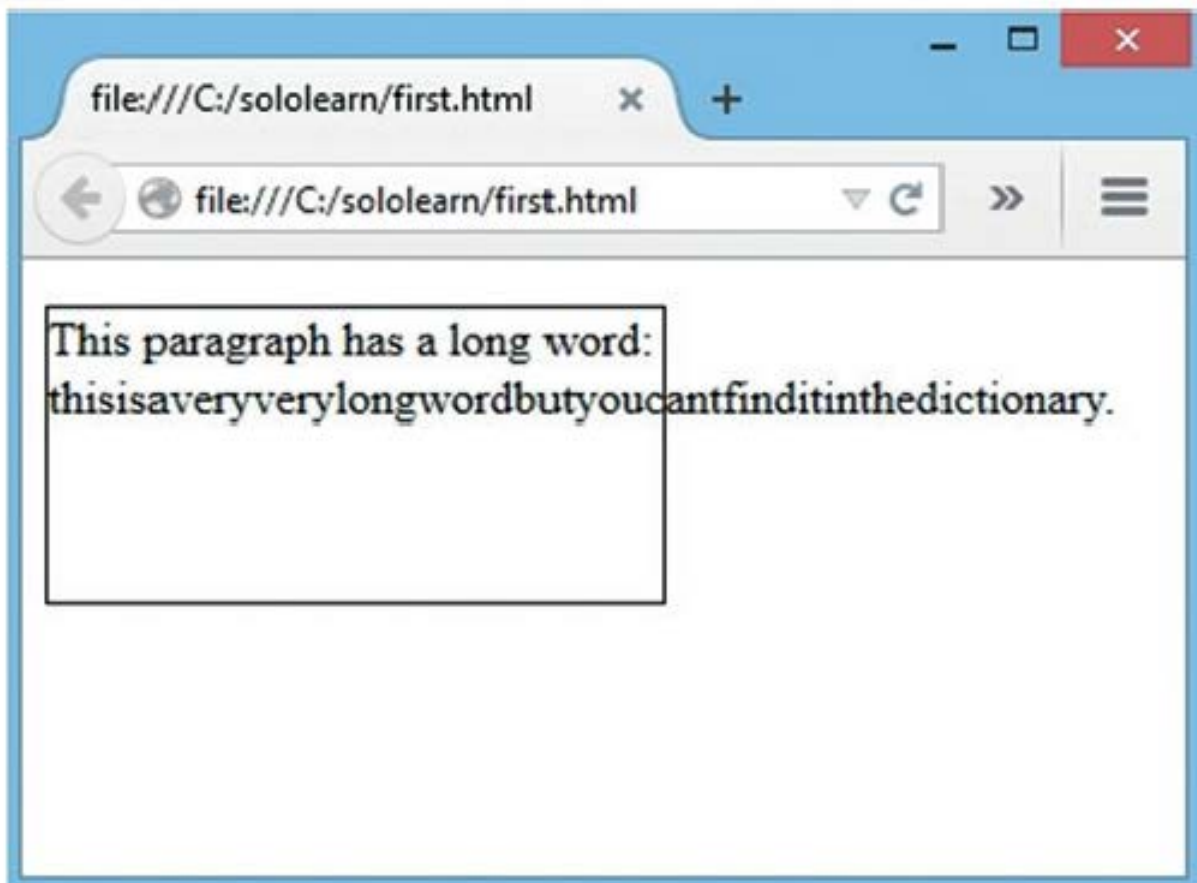 file:///C:/sololearn/first.html
file:///C:/sololearn/first.html
This paragraph has a long word:
thisisaveryverylongwordbutyoucantfinditinthedictionary.